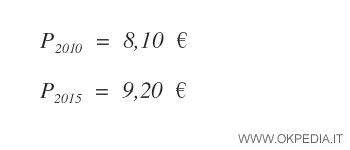 P2010 = 8,10 €
P2015 = 9,20 €
WWW.OKPEDIA.IT